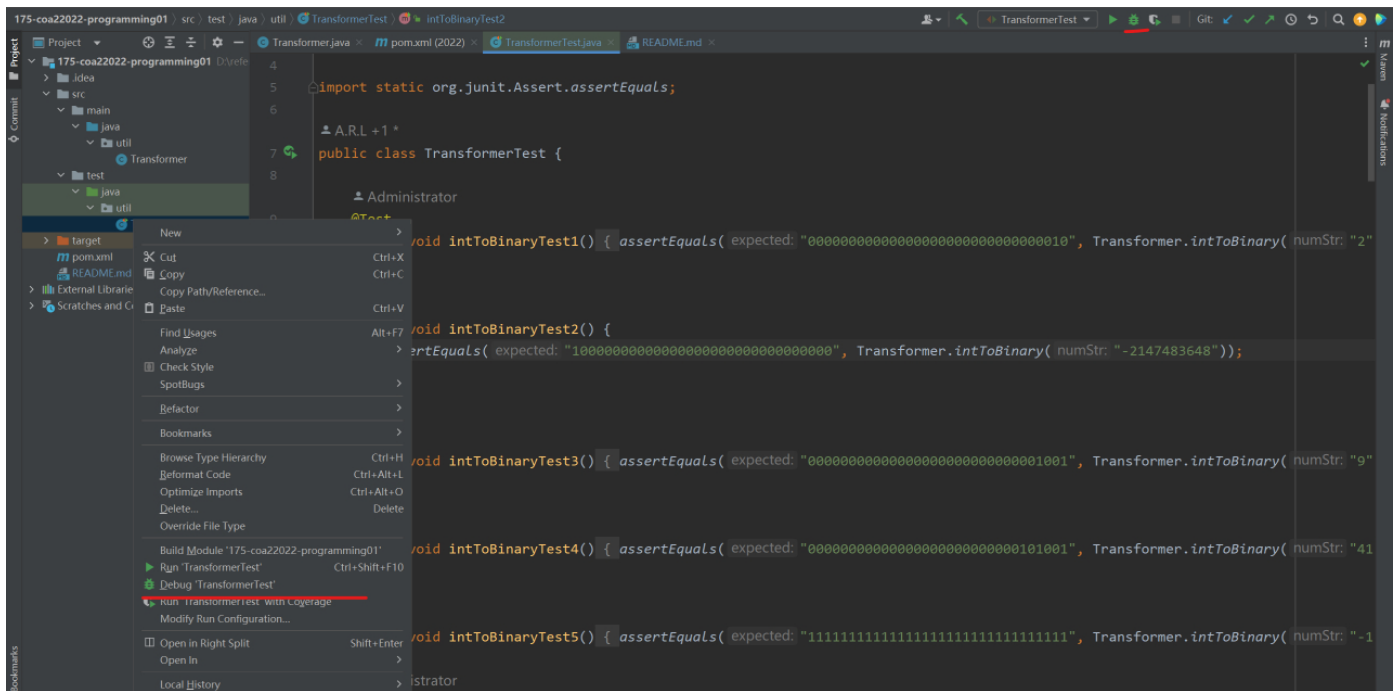 175-coa22022-programming01 〉 src 〉 test 〉 java 〉 util 〉 TransformerTest 〉 intToBinaryTest2
TransformerTest
Git:
Project
Transformer.java ×
pom.xml (2022) ×
TransformerTest.java ×
README.md ×
Project
Commit
Bookmarks
175-coa22022-programming01 D:\refe
.idea
src
main
java
util
Transformer
test
java
util
target
pom.xml
README.md
External Librarie
Scratches and Co
New
Cut Ctrl+X
Copy Ctrl+C
Copy Path/Reference...
Paste Ctrl+V
Find Usages Alt+F7
Analyze
Check Style
SpotBugs
Refactor
Bookmarks
Browse Type Hierarchy Ctrl+H
Reformat Code Ctrl+Alt+L
Optimize Imports Ctrl+Alt+O
Delete... Delete
Override File Type
Build Module '175-coa22022-programming01'
Run 'TransformerTest' Ctrl+Shift+F10
Debug 'TransformerTest'
Run 'TransformerTest' with Coverage
Modify Run Configuration...
Open in Right Split Shift+Enter
Open In
Local History
4
5 import static org.junit.Assert.assertEquals;
6
A.R.L +1 *
7 public class TransformerTest {
8
Administrator
9 @Test
void intToBinaryTest1() { assertEquals( expected: "00000000000000000000000000000010", Transformer.intToBinary( numStr: "2"
void intToBinaryTest2() {
ertEquals( expected: "10000000000000000000000000000000", Transformer.intToBinary( numStr: "-2147483648"));
void intToBinaryTest3() { assertEquals( expected: "00000000000000000000000000001001", Transformer.intToBinary( numStr: "9"
void intToBinaryTest4() { assertEquals( expected: "00000000000000000000000000101001", Transformer.intToBinary( numStr: "41
void intToBinaryTest5() { assertEquals( expected: "11111111111111111111111111111111", Transformer.intToBinary( numStr: "-1
istrator
Maven
Notifications